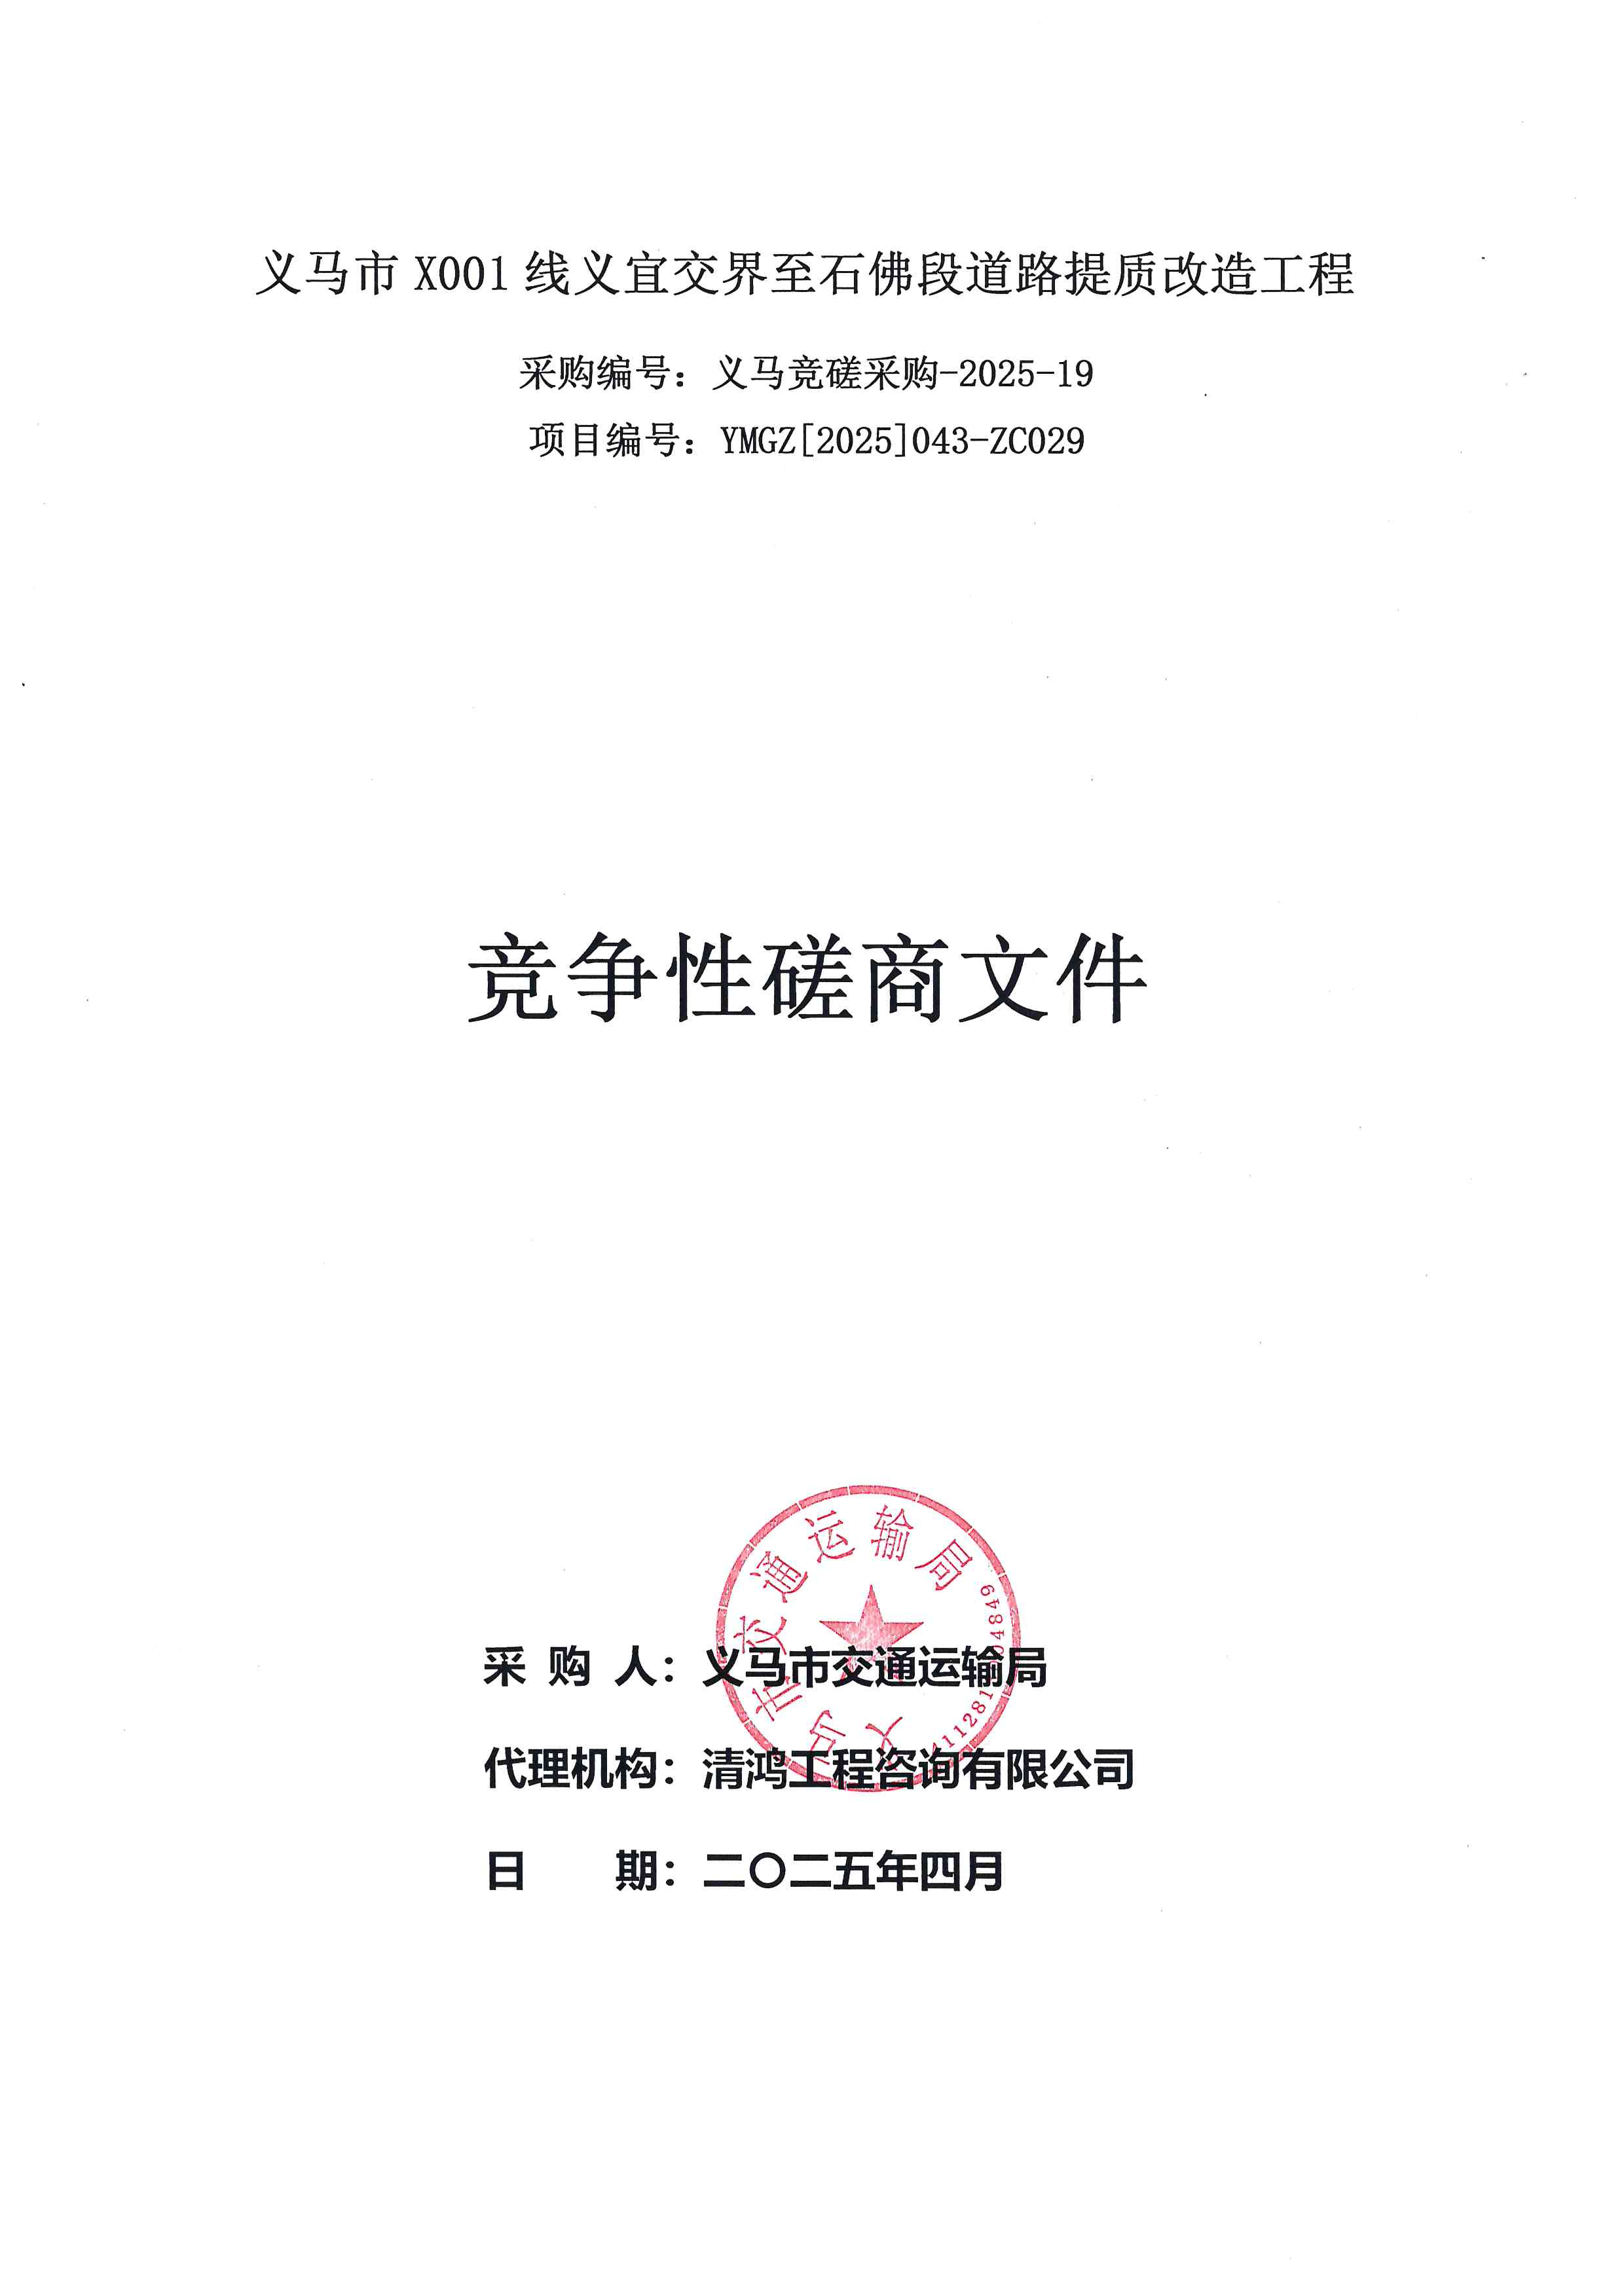 义马市 X001 线义宜交界至石佛段道路提质改造工程
采购编号：义马竞磋采购-2025-19
项目编号：YMGZ[2025]043-ZC029
竞争性磋商文件
义马市交通运输局
采 购 人：义马市交通运输局
代理机构：清鸿工程咨询有限公司
日 期：二〇二五年四月